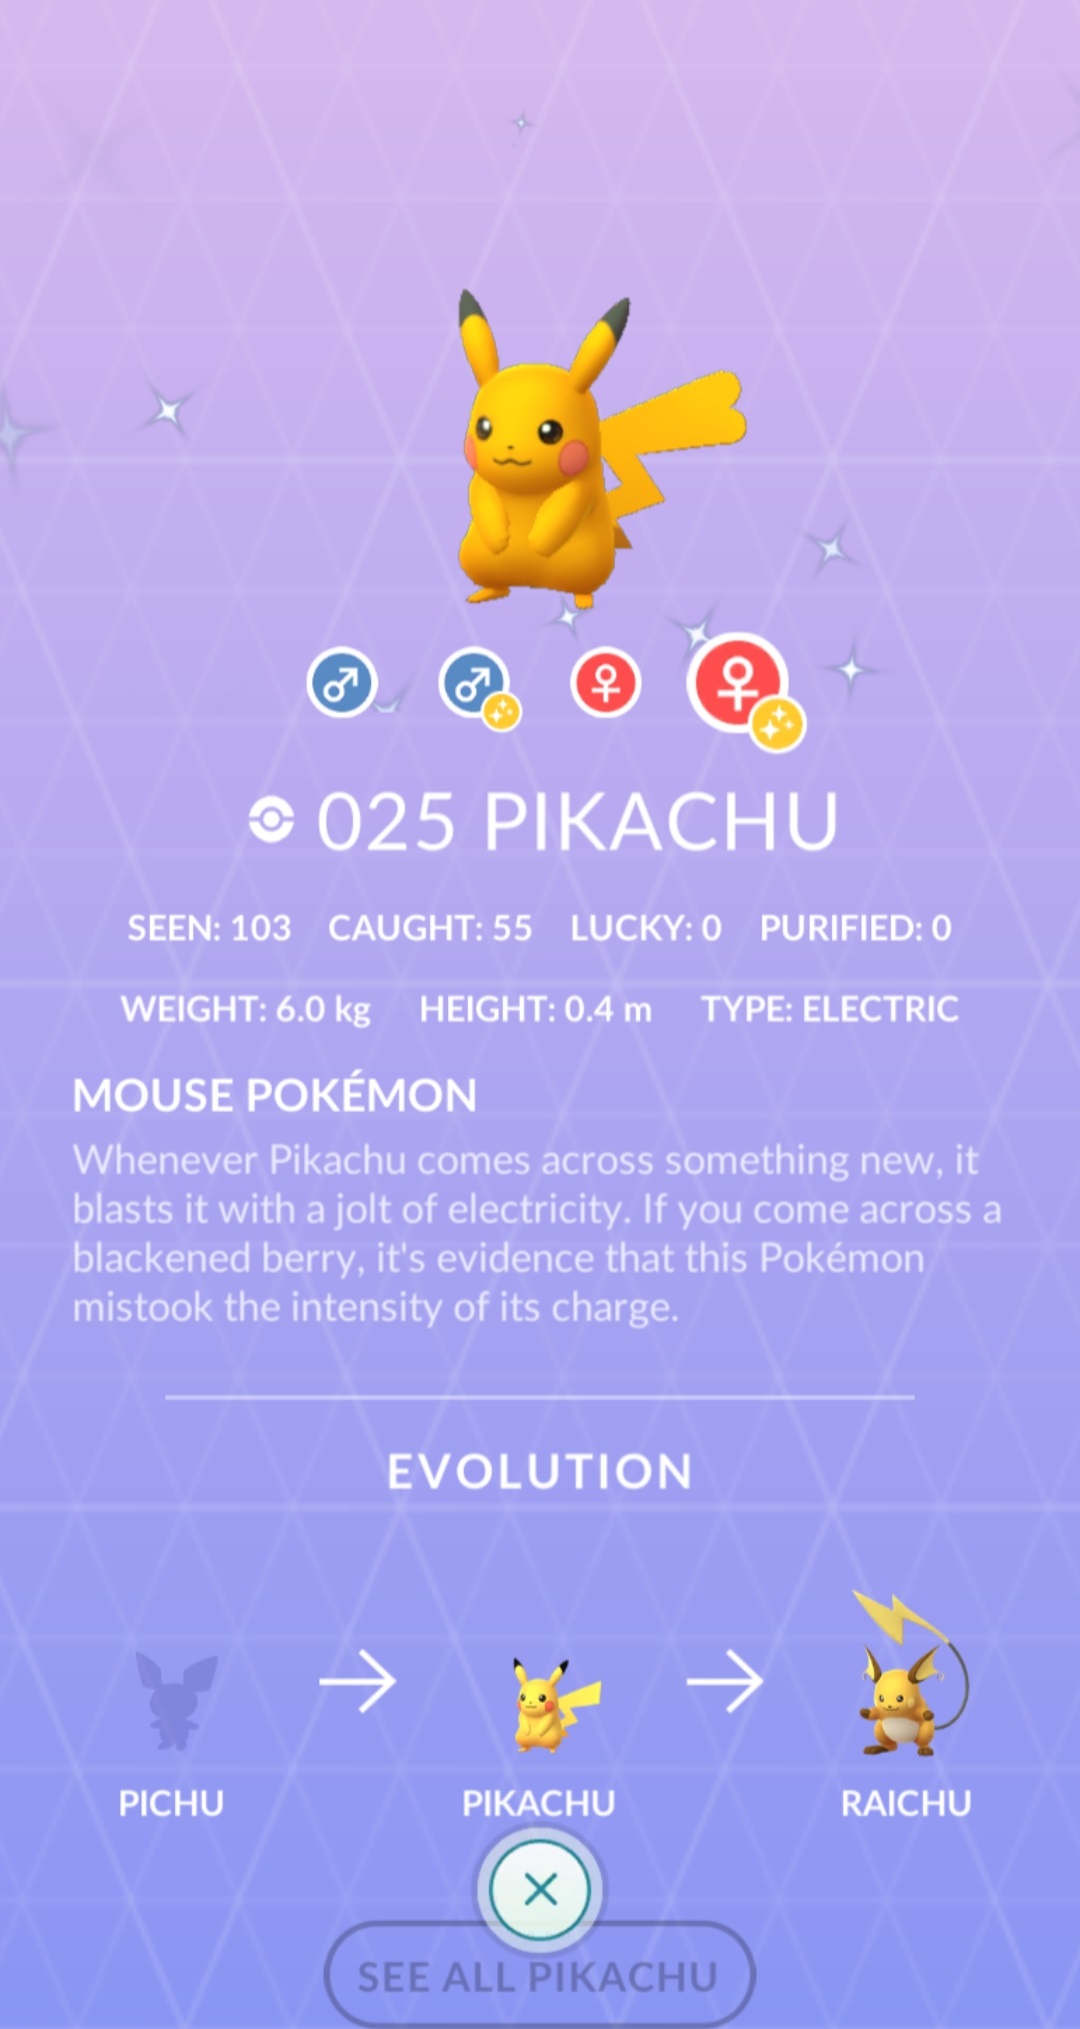 025 PIKACHU
SEEN: 103 CAUGHT: 55 LUCKY: 0 PURIFIED: 0
WEIGHT: 6.0 kg HEIGHT: 0.4 m TYPE: ELECTRIC
MOUSE POKÉMON
Whenever Pikachu comes across something new, it
blasts it with a jolt of electricity. If you come across a
blackened berry, it's evidence that this Pokémon
mistook the intensity of its charge.
EVOLUTION
PICHU PIKACHU RAICHU
SEE ALL PIKACHU